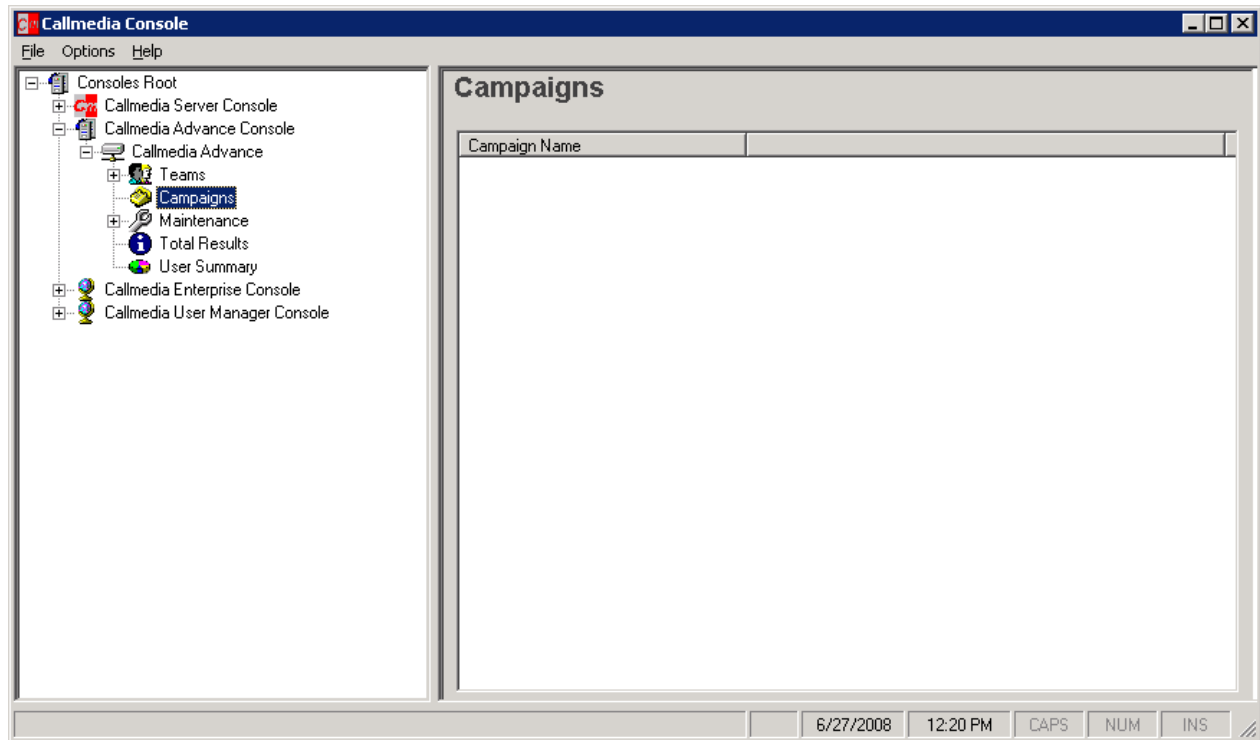 Callmedia Console
File Options Help
Consoles Root
Callmedia Server Console
Callmedia Advance Console
Callmedia Advance
Teams
Campaigns
Maintenance
Total Results
User Summary
Callmedia Enterprise Console
Callmedia User Manager Console
Campaigns
Campaign Name
6/27/2008 12:20 PM CAPS NUM INS